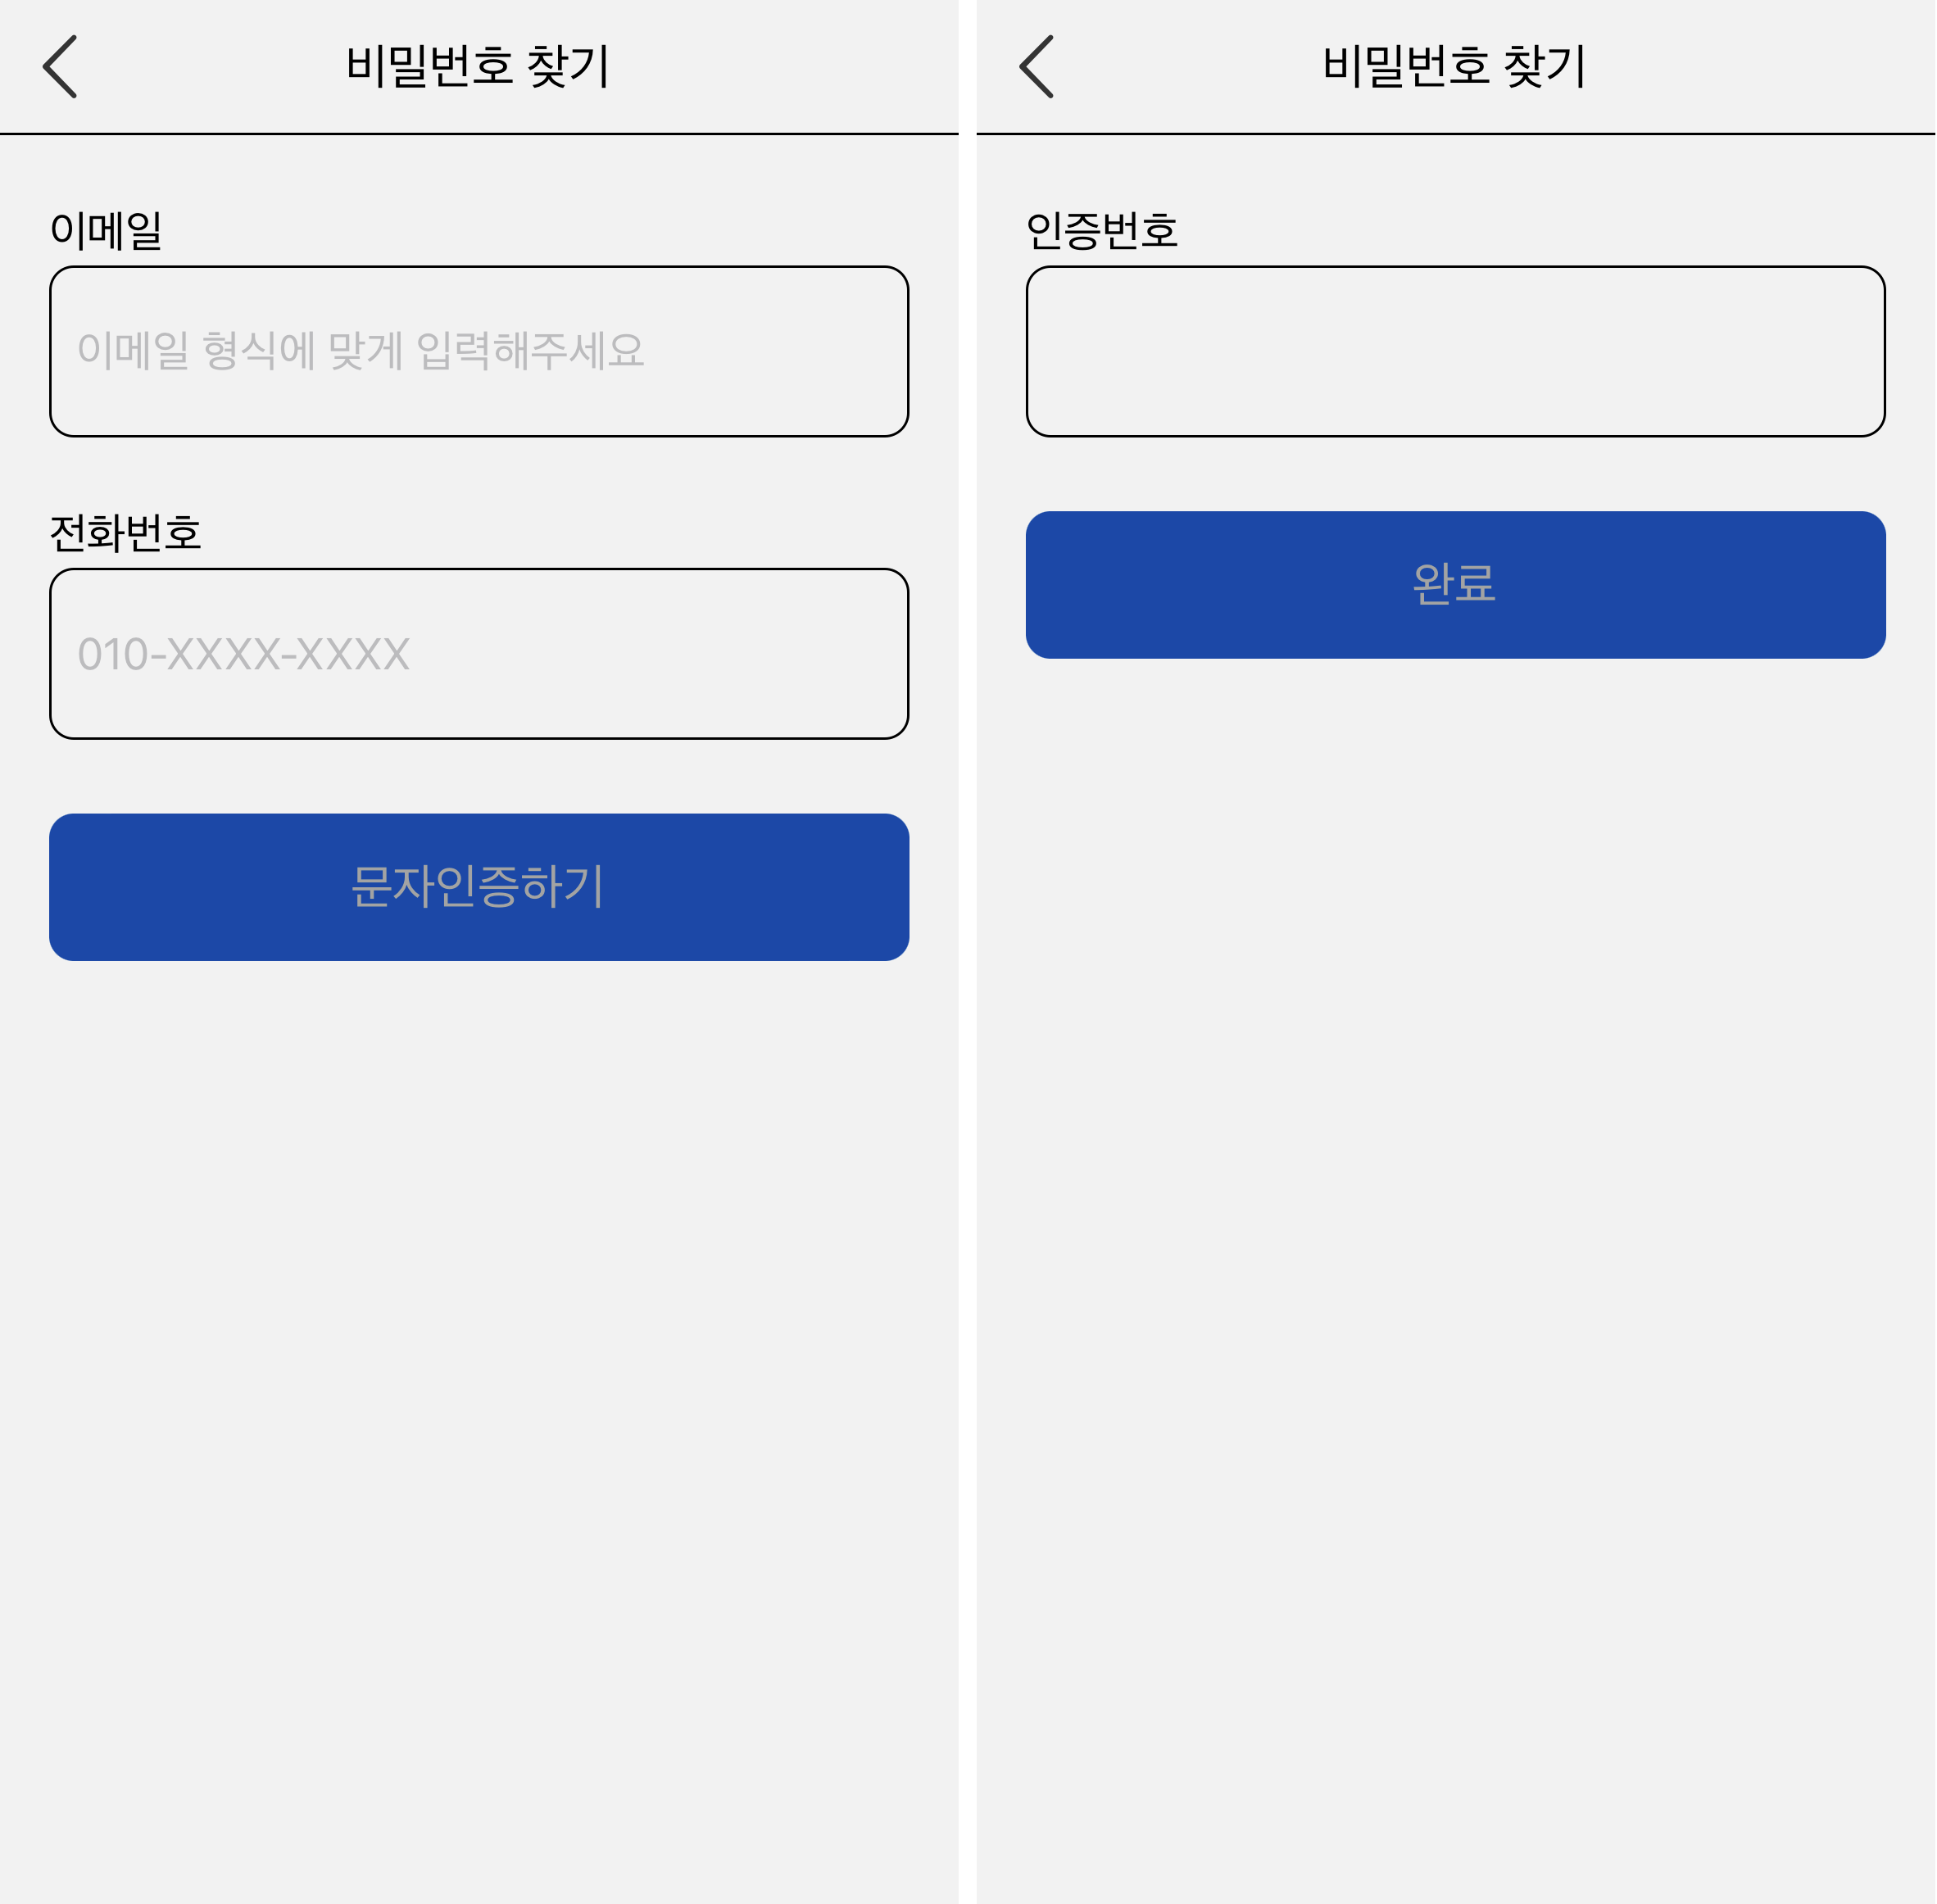 비밀번호 찾기
이메일
이메일 형식에 맞게 입력해주세요
전화번호
010-XXXX-XXXX
문자인증하기
비밀번호 찾기
인증번호
완료